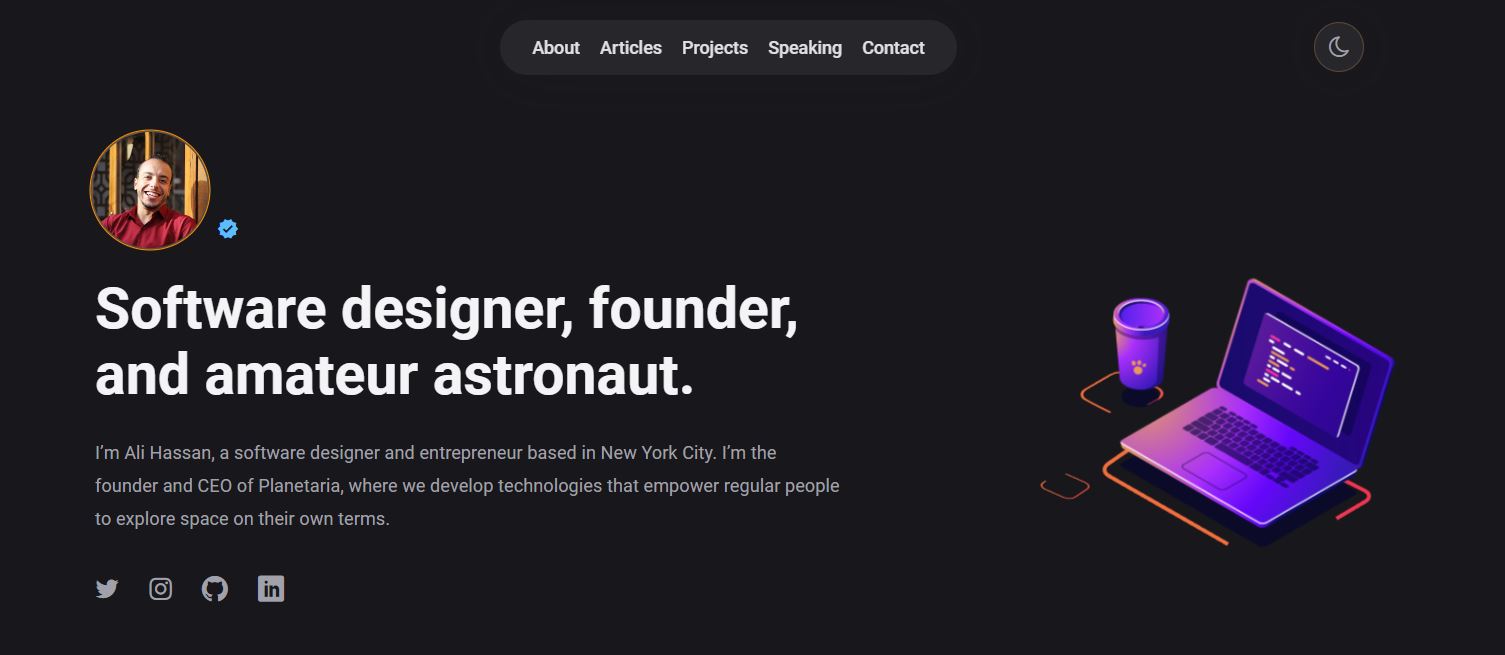 About Articles Projects Speaking Contact
Software designer, founder,
and amateur astronaut.
I’m Ali Hassan, a software designer and entrepreneur based in New York City. I’m the
founder and CEO of Planetaria, where we develop technologies that empower regular people
to explore space on their own terms.
in